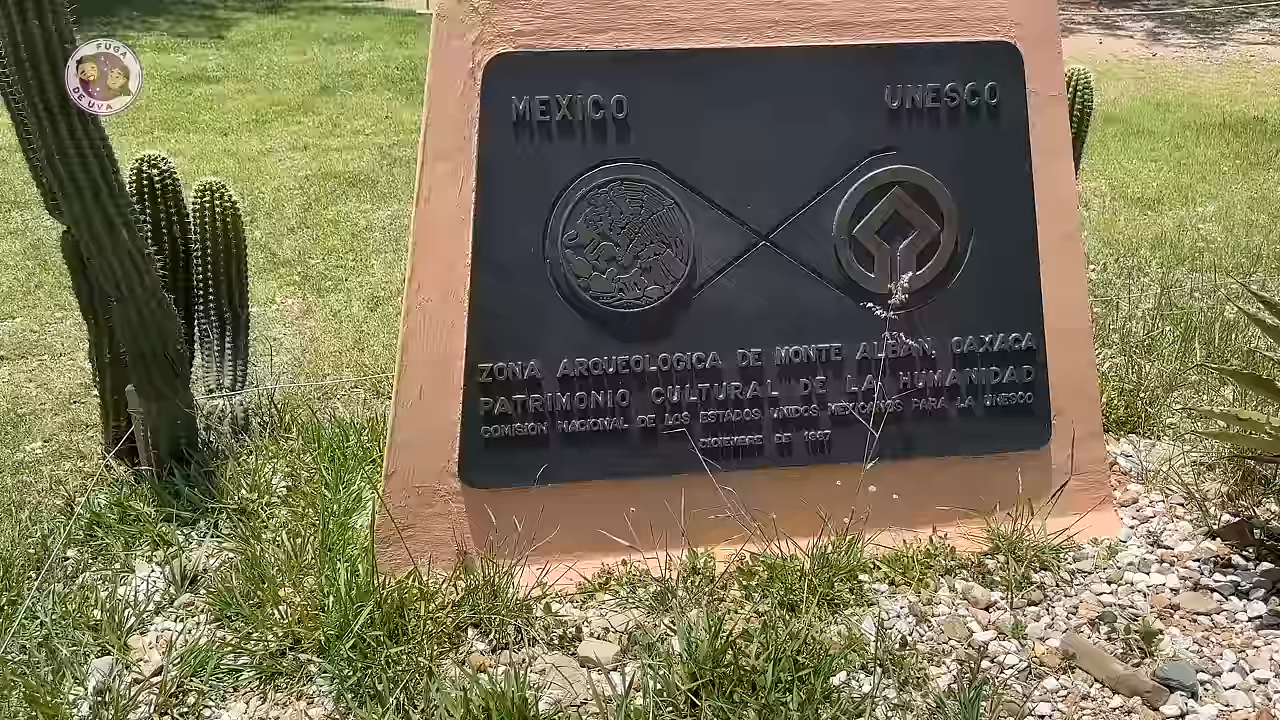 FUGA
DE UVA
MEXICO
UNESCO
ZONA ARQUEOLOGICA DE MONTE ALBAN, OAXACA
PATRIMONIO CULTURAL DE LA HUMANIDAD
COMISION NACIONAL DE LOS ESTADOS UNIDOS MEXICANOS PARA LA UNESCO
DICIEMBRE DE 1987